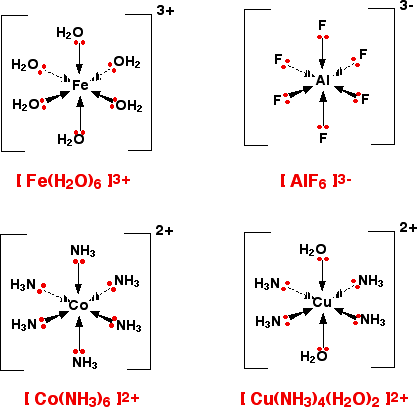 3+
H2O
H2O OH2
Fe
H2O OH2
H2O
[ Fe(H2O)6 ]3+
3-
F
F F
Al
F F
F
[ AlF6 ]3-
2+
NH3
H3N NH3
Co
H3N NH3
NH3
[ Co(NH3)6 ]2+
2+
H2O
H3N NH3
Cu
H3N NH3
H2O
[ Cu(NH3)4(H2O)2 ]2+